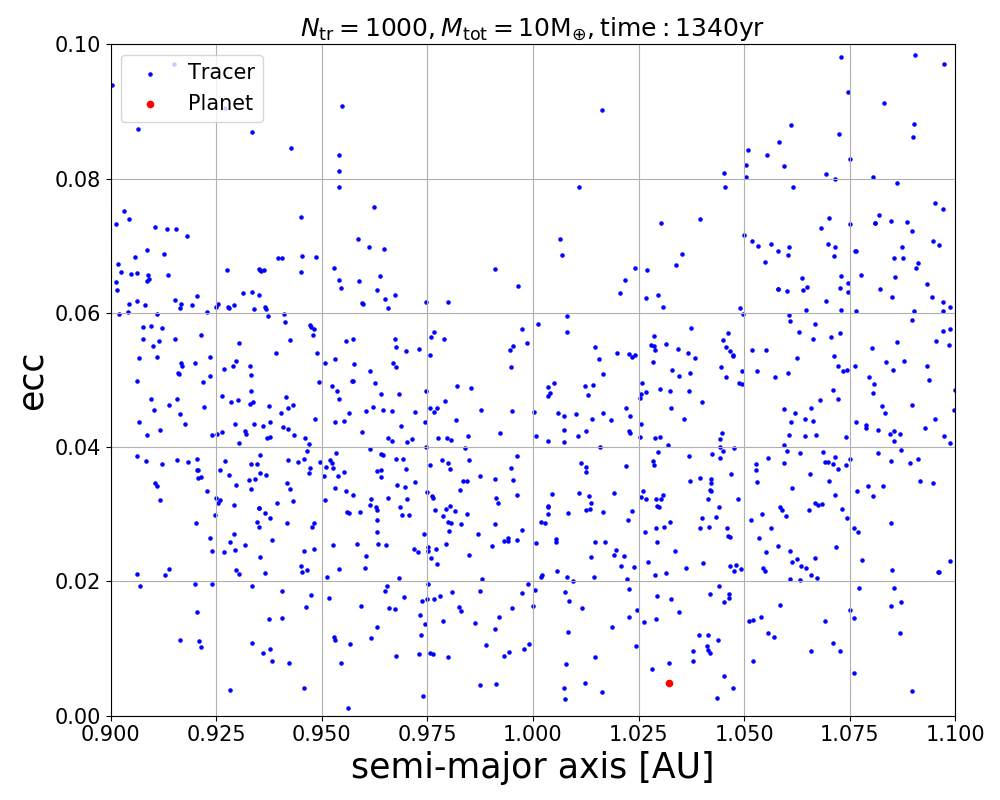 N_tr = 1000, M_tot = 10M_⊕, time : 1340yr
0.10
Tracer
Planet
0.08
0.06
ecc
0.04
0.02
0.00
0.900 0.925 0.950 0.975 1.000 1.025 1.050 1.075 1.100
semi-major axis [AU]